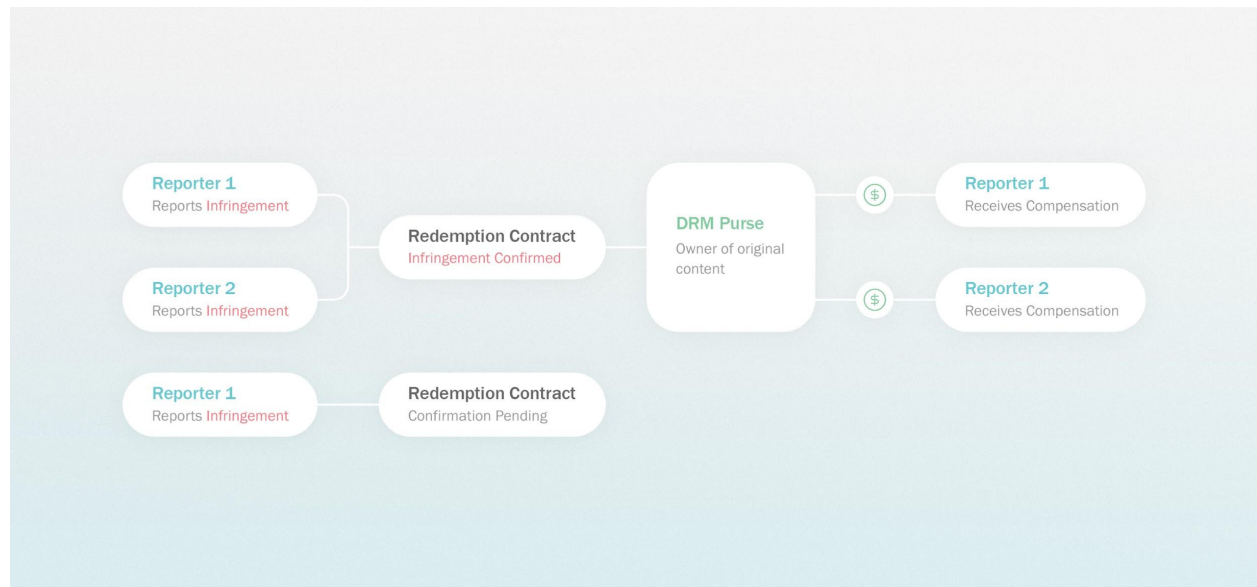 Reporter 1
Reports Infringement
Reporter 2
Reports Infringement
Redemption Contract
Infringement Confirmed
DRM Purse
Owner of original
content
$
Reporter 1
Receives Compensation
$
Reporter 2
Receives Compensation
Reporter 1
Reports Infringement
Redemption Contract
Confirmation Pending